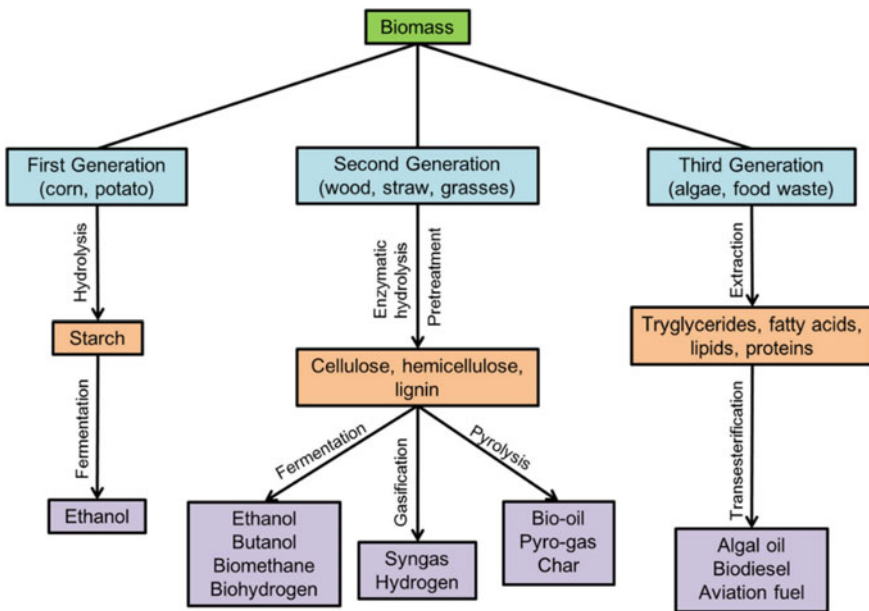 Biomass
First Generation
(corn, potato)
Second Generation
(wood, straw, grasses)
Third Generation
(algae, food waste)
Hydrolysis
Enzymatic
hydrolysis
Pretreatment
Extraction
Starch
Cellulose, hemicellulose,
lignin
Tryglycerides, fatty acids,
lipids, proteins
Fermentation
Fermentation
Gasification
Pyrolysis
Transesterification
Ethanol
Ethanol
Butanol
Biomethane
Biohydrogen
Syngas
Hydrogen
Bio-oil
Pyro-gas
Char
Algal oil
Biodiesel
Aviation fuel